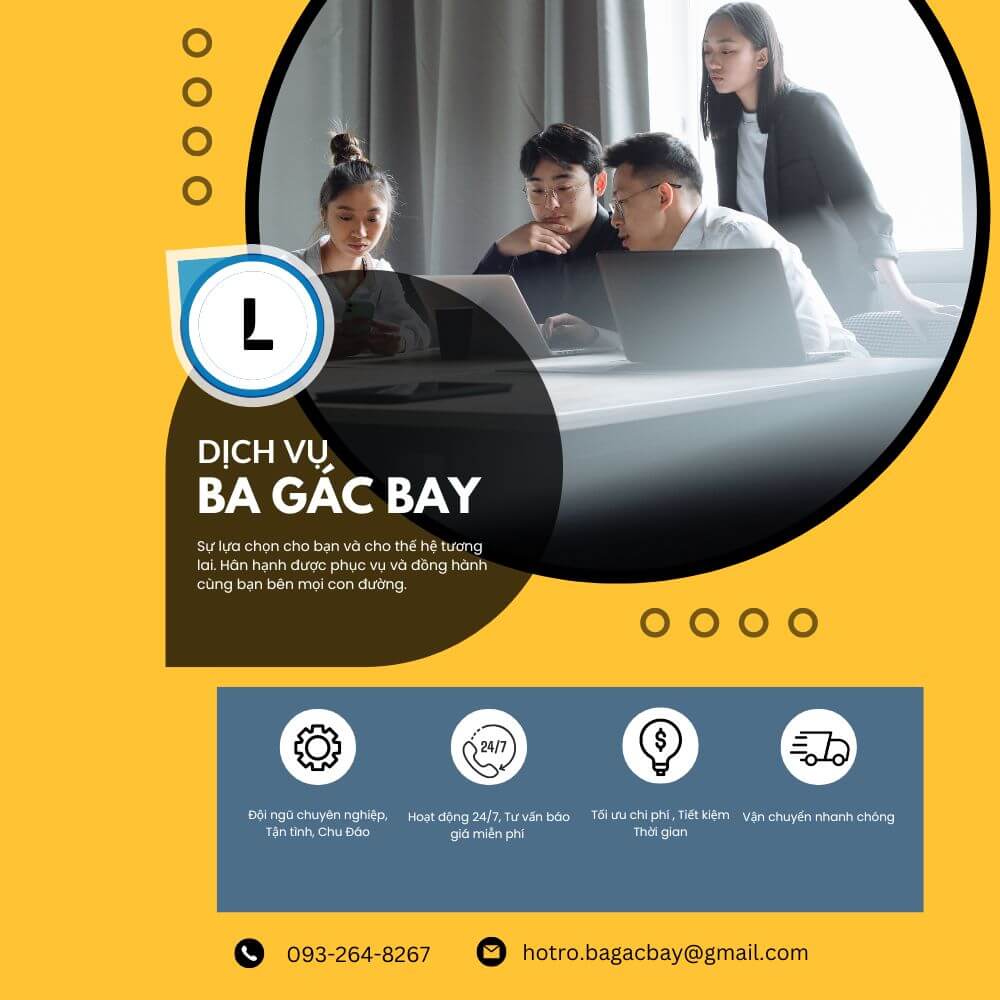 L
DỊCH VỤ
BA GÁC BAY
Sự lựa chọn cho bạn và cho thế hệ tương
lai. Hân hạnh được phục vụ và đồng hành
cùng bạn bên mọi con đường.
24/7
$
Đội ngũ chuyên nghiệp,
Tận tình, Chu Đáo
Hoạt động 24/7, Tư vấn báo
giá miễn phí
Tối ưu chi phí , Tiết kiệm
Thời gian
Vận chuyển nhanh chóng
093-264-8267
hotro.bagacbay@gmail.com